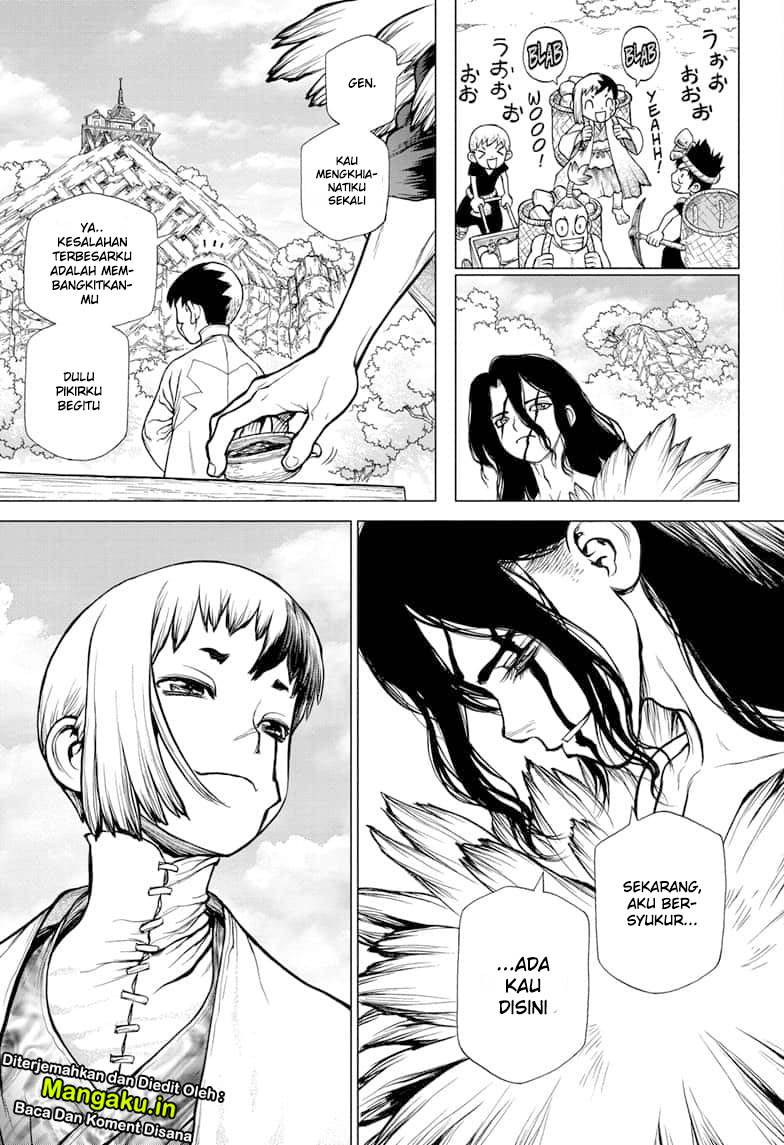 うおお
おお
BLAB
BLAB
YEAHH!
うおおお
おお
WOOO!
GEN.
KAU
MENGKHIA-
NATIKU
SEKALI
YA..
KESALAHAN
TERBESARKU
ADALAH MEM-
BANGKITKAN-
MU
DULU
PIKIRKU
BEGITU
SEKARANG,
AKU BER-
SYUKUR...
...ADA
KAU
DISINI
Diterjemahkan dan Diedit Oleh :
Mangaku.in
Baca Dan Koment Disana